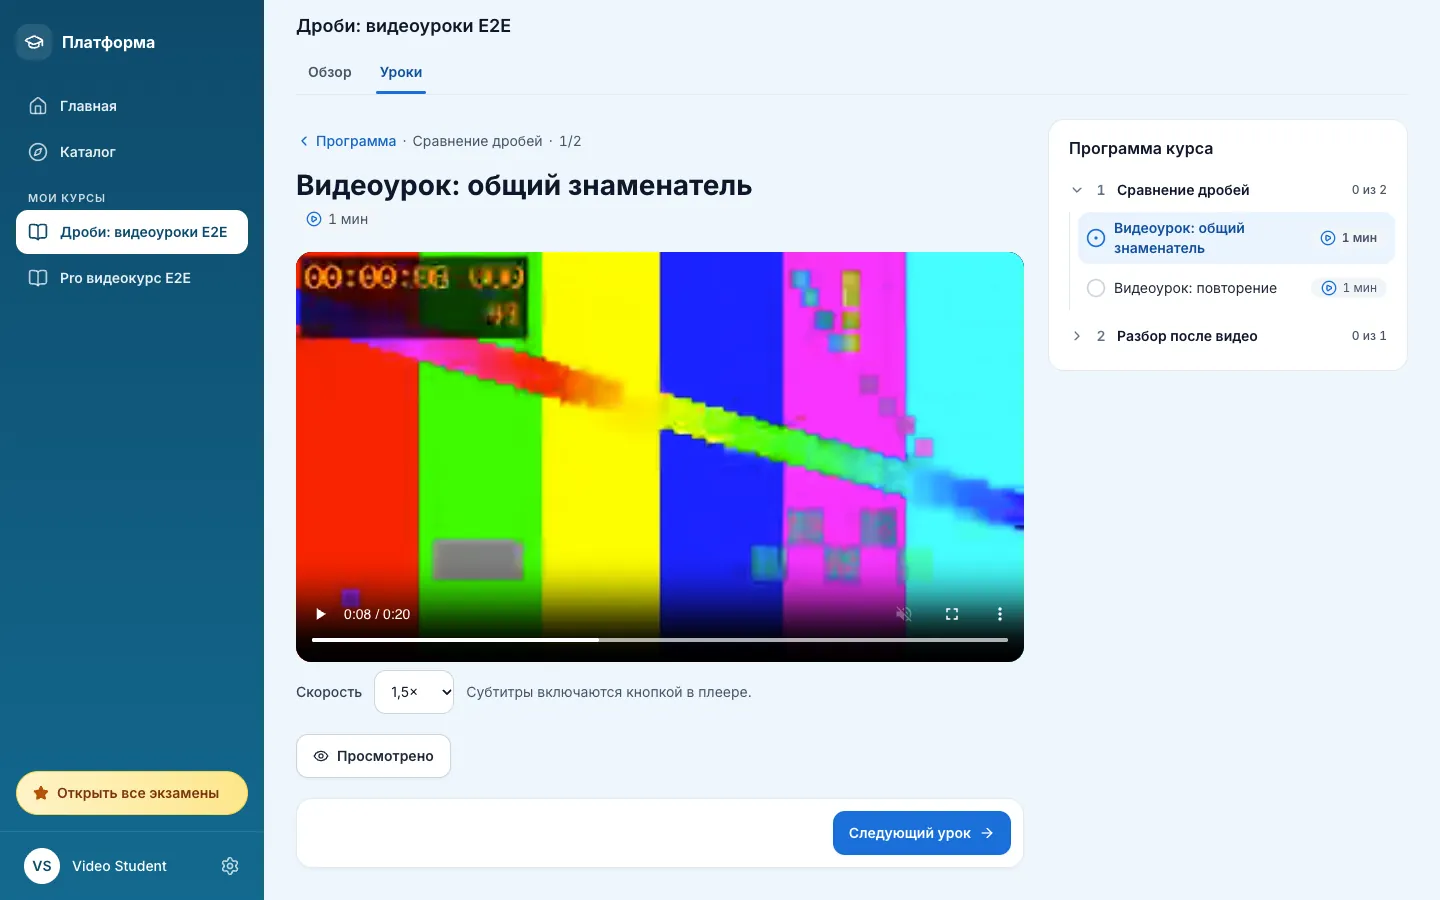 Платформа
Главная
Каталог
МОИ КУРСЫ
Дроби: видеоуроки E2E
Pro видеокурс E2E
Открыть все экзамены
VS
Video Student
Дроби: видеоуроки E2E
Обзор
Уроки
Программа · Сравнение дробей · 1/2
Видеоурок: общий знаменатель
1 мин
0:08 / 0:20
Скорость
1,5×
Субтитры включаются кнопкой в плеере.
Просмотрено
Следующий урок
Программа курса
1 Сравнение дробей 0 из 2
Видеоурок: общий
знаменатель
1 мин
Видеоурок: повторение
1 мин
2 Разбор после видео 0 из 1